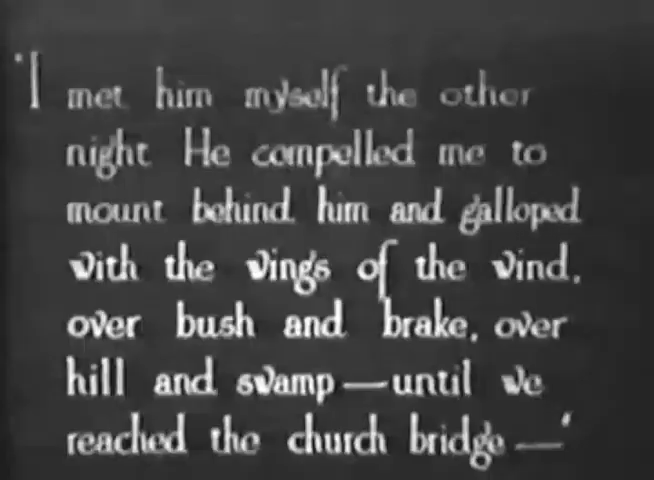 "I met him myself the other
night. He compelled me to
mount behind him and galloped
with the wings of the wind,
over bush and brake, over
hill and swamp — until we
reached the church bridge —"